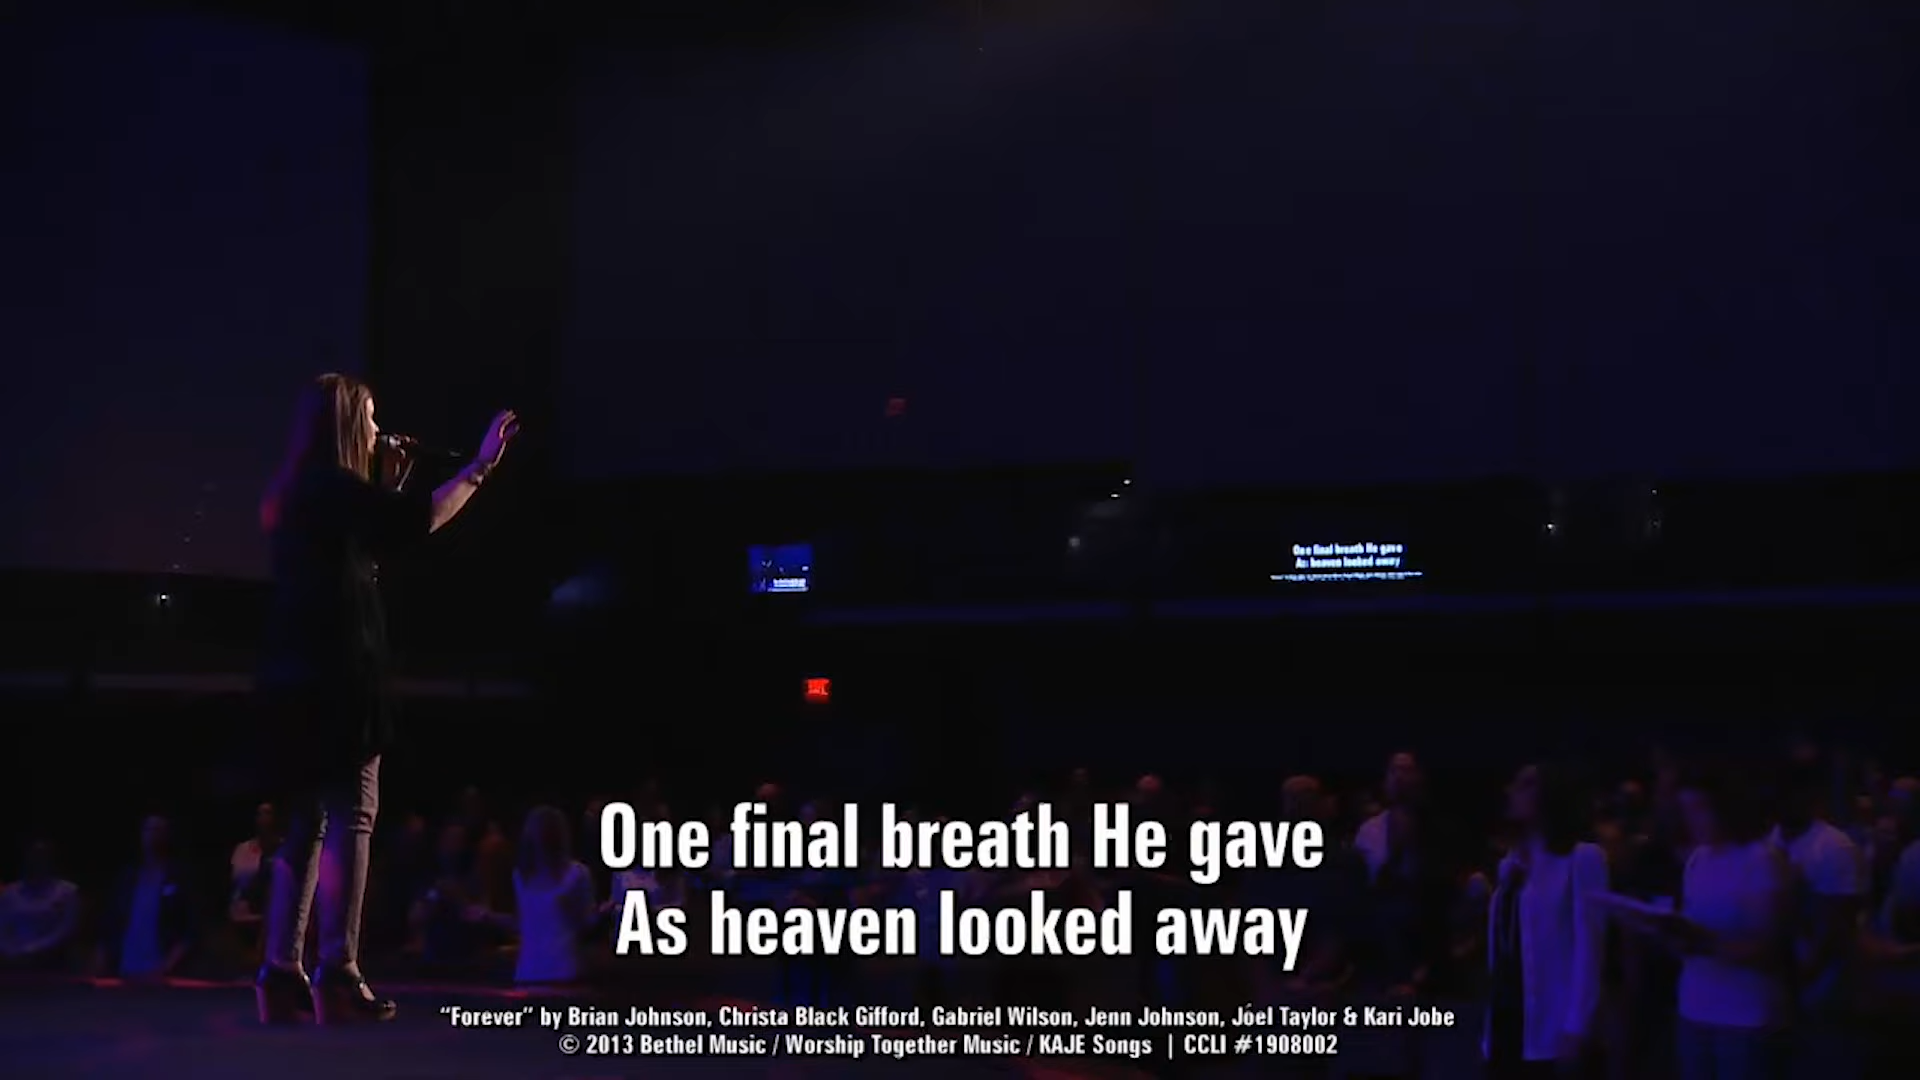 One final breath He gave
As heaven looked away
One final breath He gave
As heaven looked away
“Forever” by Brian Johnson, Christa Black Gifford, Gabriel Wilson, Jenn Johnson, Joel Taylor & Kari Jobe
© 2013 Bethel Music / Worship Together Music / KAJE Songs | CCLI #1908002